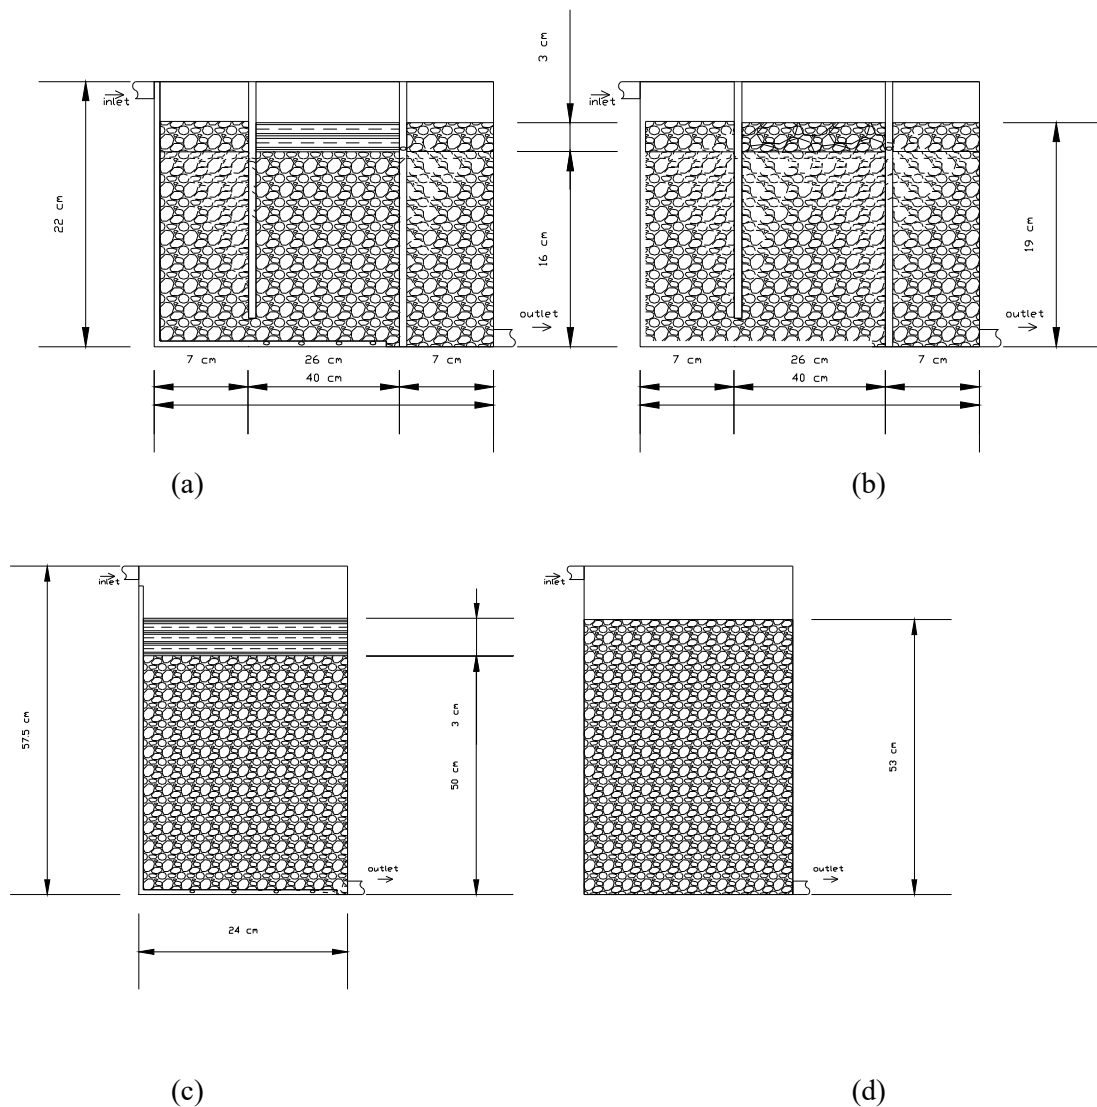 3 cm
inlet
22 cm
16 cm
outlet
7 cm
26 cm
7 cm
40 cm
(a)
inlet
19 cm
outlet
7 cm
26 cm
7 cm
40 cm
(b)
inlet
57.5 cm
3 cm
50 cm
outlet
24 cm
(c)
inlet
53 cm
outlet
(d)